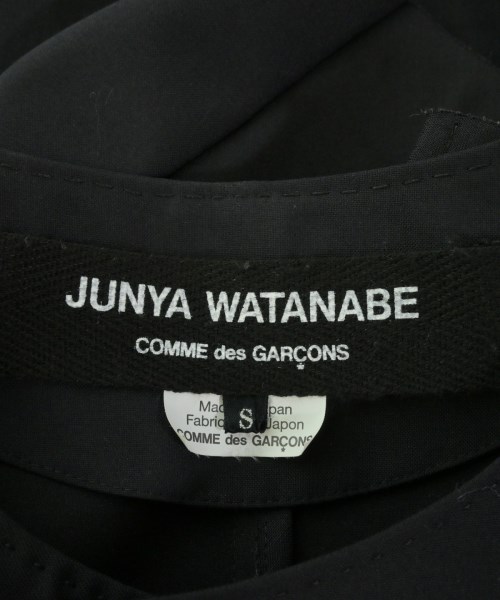 JUNYA WATANABE
COMME des GARÇONS
S
COMME des GARÇONS